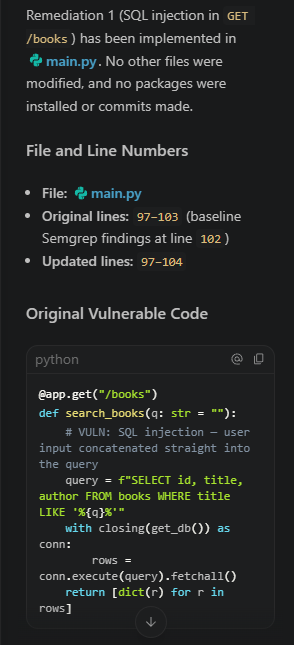 Remediation 1 (SQL injection in GET
/books) has been implemented in
main.py. No other files were
modified, and no packages were
installed or commits made.
File and Line Numbers
• File: main.py
• Original lines: 97–103 (baseline
Semgrep findings at line 102)
• Updated lines: 97–104
Original Vulnerable Code
python
@app.get("/books")
def search_books(q: str = ""):
# VULN: SQL injection — user
input concatenated straight into
the query
query = f"SELECT id, title,
author FROM books WHERE title
LIKE '%{q}%'"
with closing(get_db()) as
conn:
rows =
conn.execute(query).fetchall()
return [dict(r) for r in
rows]